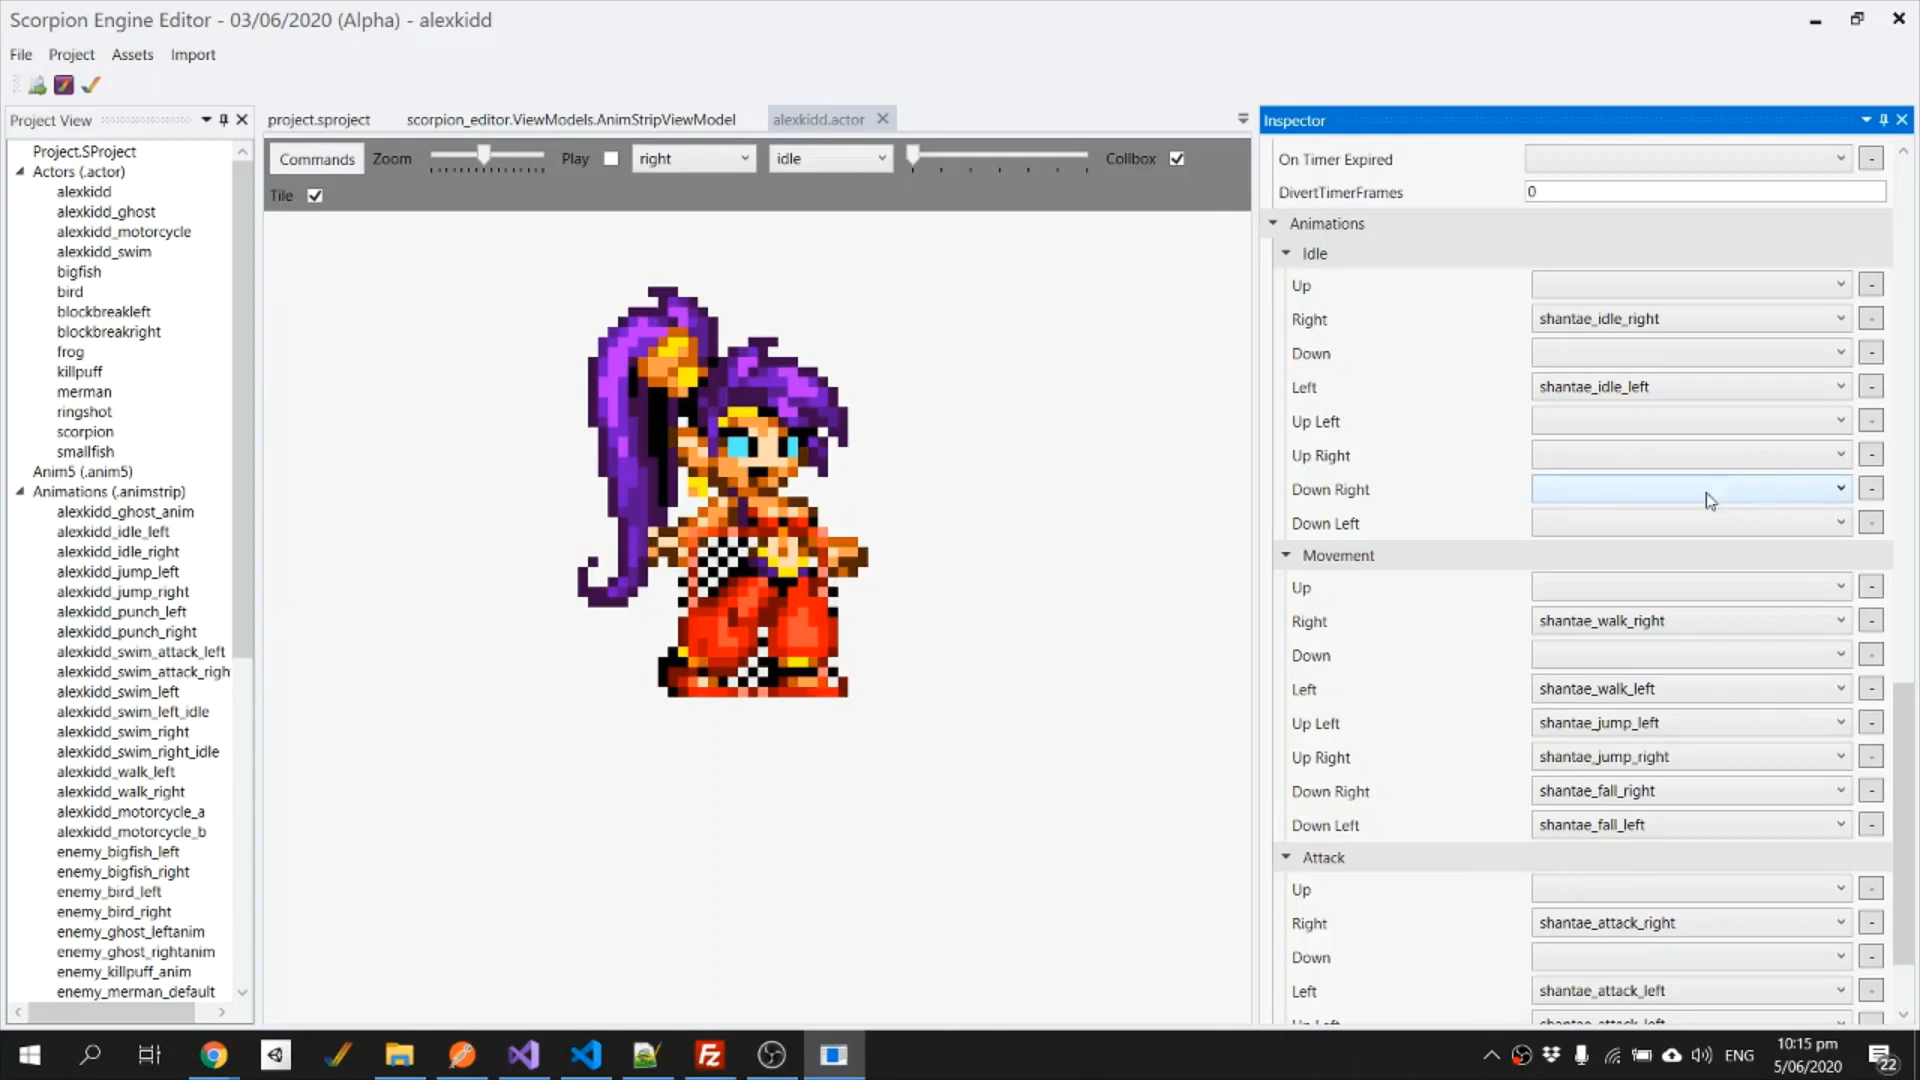 Scorpion Engine Editor - 03/06/2020 (Alpha) - alexkidd
File Project Assets Import
Project View
Project.SProject
Actors (.actor)
alexkidd
alexkidd_ghost
alexkidd_motorcycle
alexkidd_swim
bigfish
bird
blockbreakleft
blockbreakright
frog
killpuff
merman
ringshot
scorpion
smallfish
Anim5 (.anim5)
Animations (.animstrip)
alexkidd_ghost_anim
alexkidd_idle_left
alexkidd_idle_right
alexkidd_jump_left
alexkidd_jump_right
alexkidd_punch_left
alexkidd_punch_right
alexkidd_swim_attack_left
alexkidd_swim_attack_righ
alexkidd_swim_left
alexkidd_swim_left_idle
alexkidd_swim_right
alexkidd_swim_right_idle
alexkidd_walk_left
alexkidd_walk_right
alexkidd_motorcycle_a
alexkidd_motorcycle_b
enemy_bigfish_left
enemy_bigfish_right
enemy_bird_left
enemy_bird_right
enemy_ghost_leftanim
enemy_ghost_rightanim
enemy_killpuff_anim
enemy_merman_default
project.sproject scorpion_editor.ViewModels.AnimStripViewModel alexkidd.actor
Commands Zoom Play right idle Collbox
Tile
Inspector
On Timer Expired -
DivertTimerFrames 0
Animations
Idle
Up -
Right shantae_idle_right -
Down -
Left shantae_idle_left -
Up Left -
Up Right -
Down Right -
Down Left -
Movement
Up -
Right shantae_walk_right -
Down -
Left shantae_walk_left -
Up Left shantae_jump_left -
Up Right shantae_jump_right -
Down Right shantae_fall_right -
Down Left shantae_fall_left -
Attack
Up -
Right shantae_attack_right -
Down -
Left shantae_attack_left -
Up Left shantae_attack_left
Fz ENG 10:15 pm
5/06/2020 22